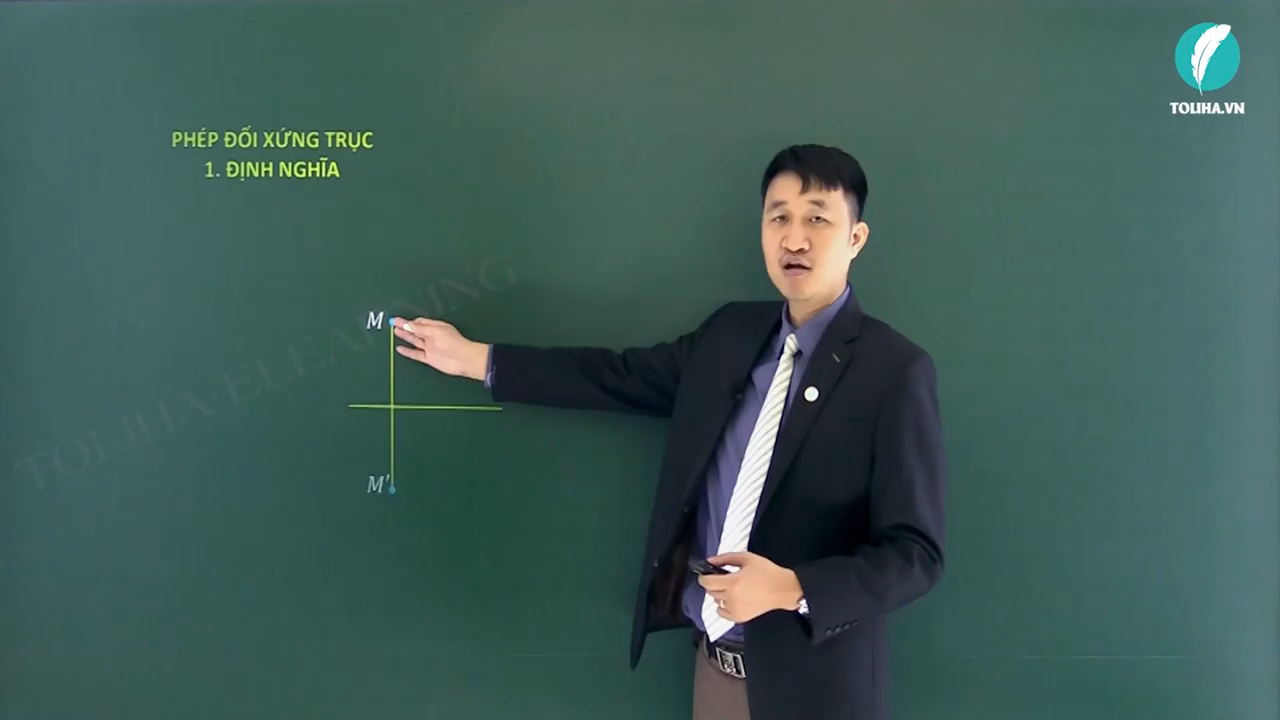 TOLIHA.VN
PHÉP ĐỐI XỨNG TRỤC
1. ĐỊNH NGHĨA
TOLIHA ELEARNING
M
M'